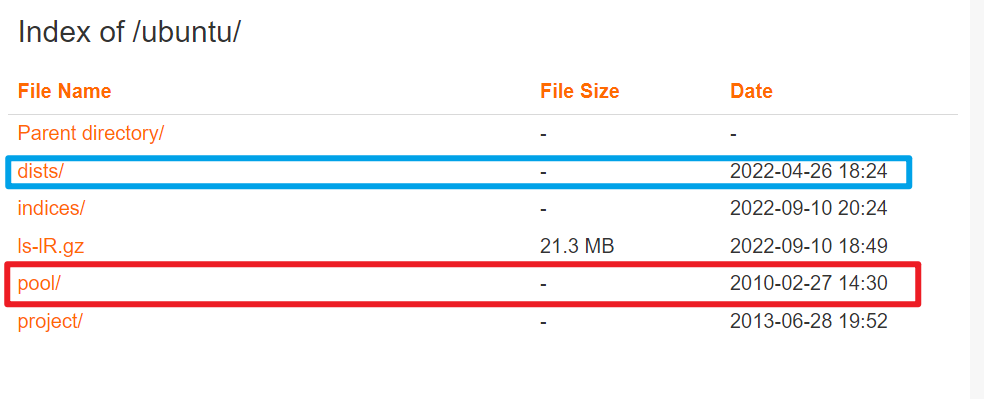 Index of /ubuntu/
File Name File Size Date
Parent directory/ - -
dists/ - 2022-04-26 18:24
indices/ - 2022-09-10 20:24
ls-lR.gz 21.3 MB 2022-09-10 18:49
pool/ - 2010-02-27 14:30
project/ - 2013-06-28 19:52